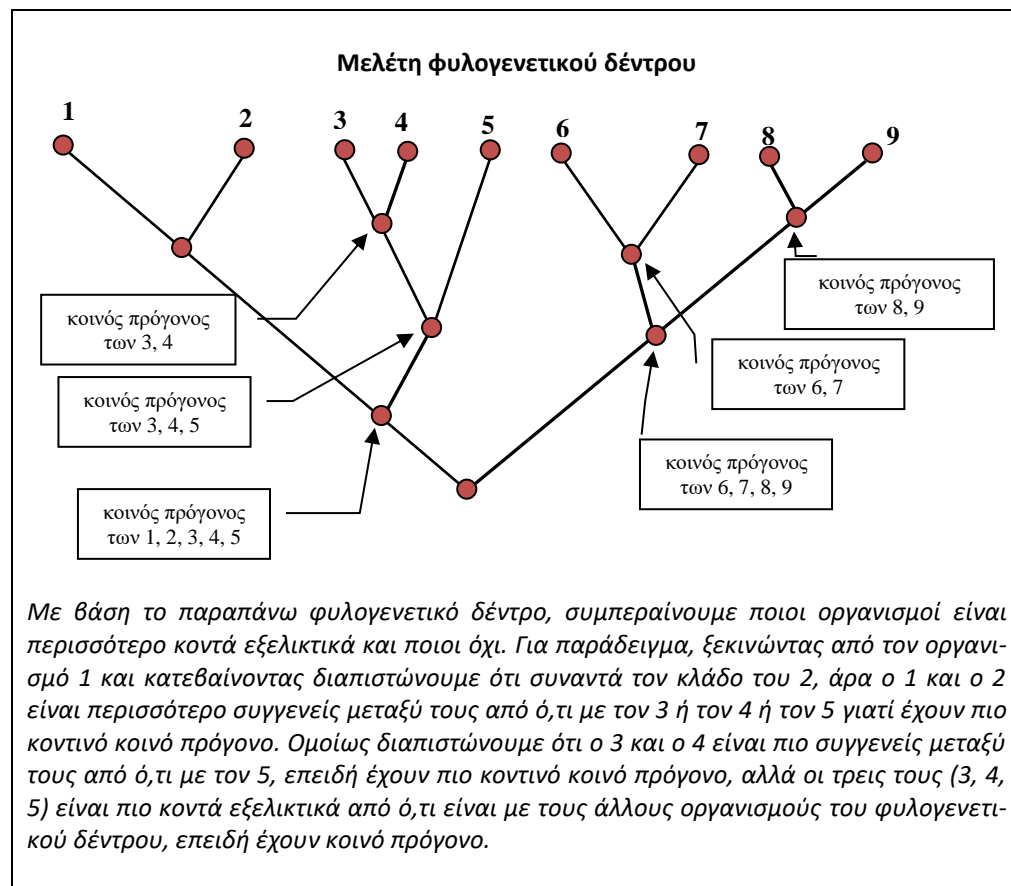 Μελέτη φυλογενετικού δέντρου
1
2
3
4
5
6
7
8
9
κοινός πρόγονος
των 8, 9
κοινός πρόγονος
των 3, 4
κοινός πρόγονος
των 6, 7
κοινός πρόγονος
των 3, 4, 5
κοινός πρόγονος
των 6, 7, 8, 9
κοινός πρόγονος
των 1, 2, 3, 4, 5
Με βάση το παραπάνω φυλογενετικό δέντρο, συμπεραίνουμε ποιοι οργανισμοί είναι
περισσότερο κοντά εξελικτικά και ποιοι όχι. Για παράδειγμα, ξεκινώντας από τον οργανι-
σμό 1 και κατεβαίνοντας διαπιστώνουμε ότι συναντά τον κλάδο του 2, άρα ο 1 και ο 2
είναι περισσότερο συγγενείς μεταξύ τους από ό,τι με τον 3 ή τον 4 ή τον 5 γιατί έχουν πιο
κοντινό κοινό πρόγονο. Ομοίως διαπιστώνουμε ότι ο 3 και ο 4 είναι πιο συγγενείς μεταξύ
τους από ό,τι με τον 5, επειδή έχουν πιο κοντινό κοινό πρόγονο, αλλά οι τρεις τους (3, 4,
5) είναι πιο κοντά εξελικτικά από ό,τι είναι με τους άλλους οργανισμούς του φυλογενετι-
κού δέντρου, επειδή έχουν κοινό πρόγονο.